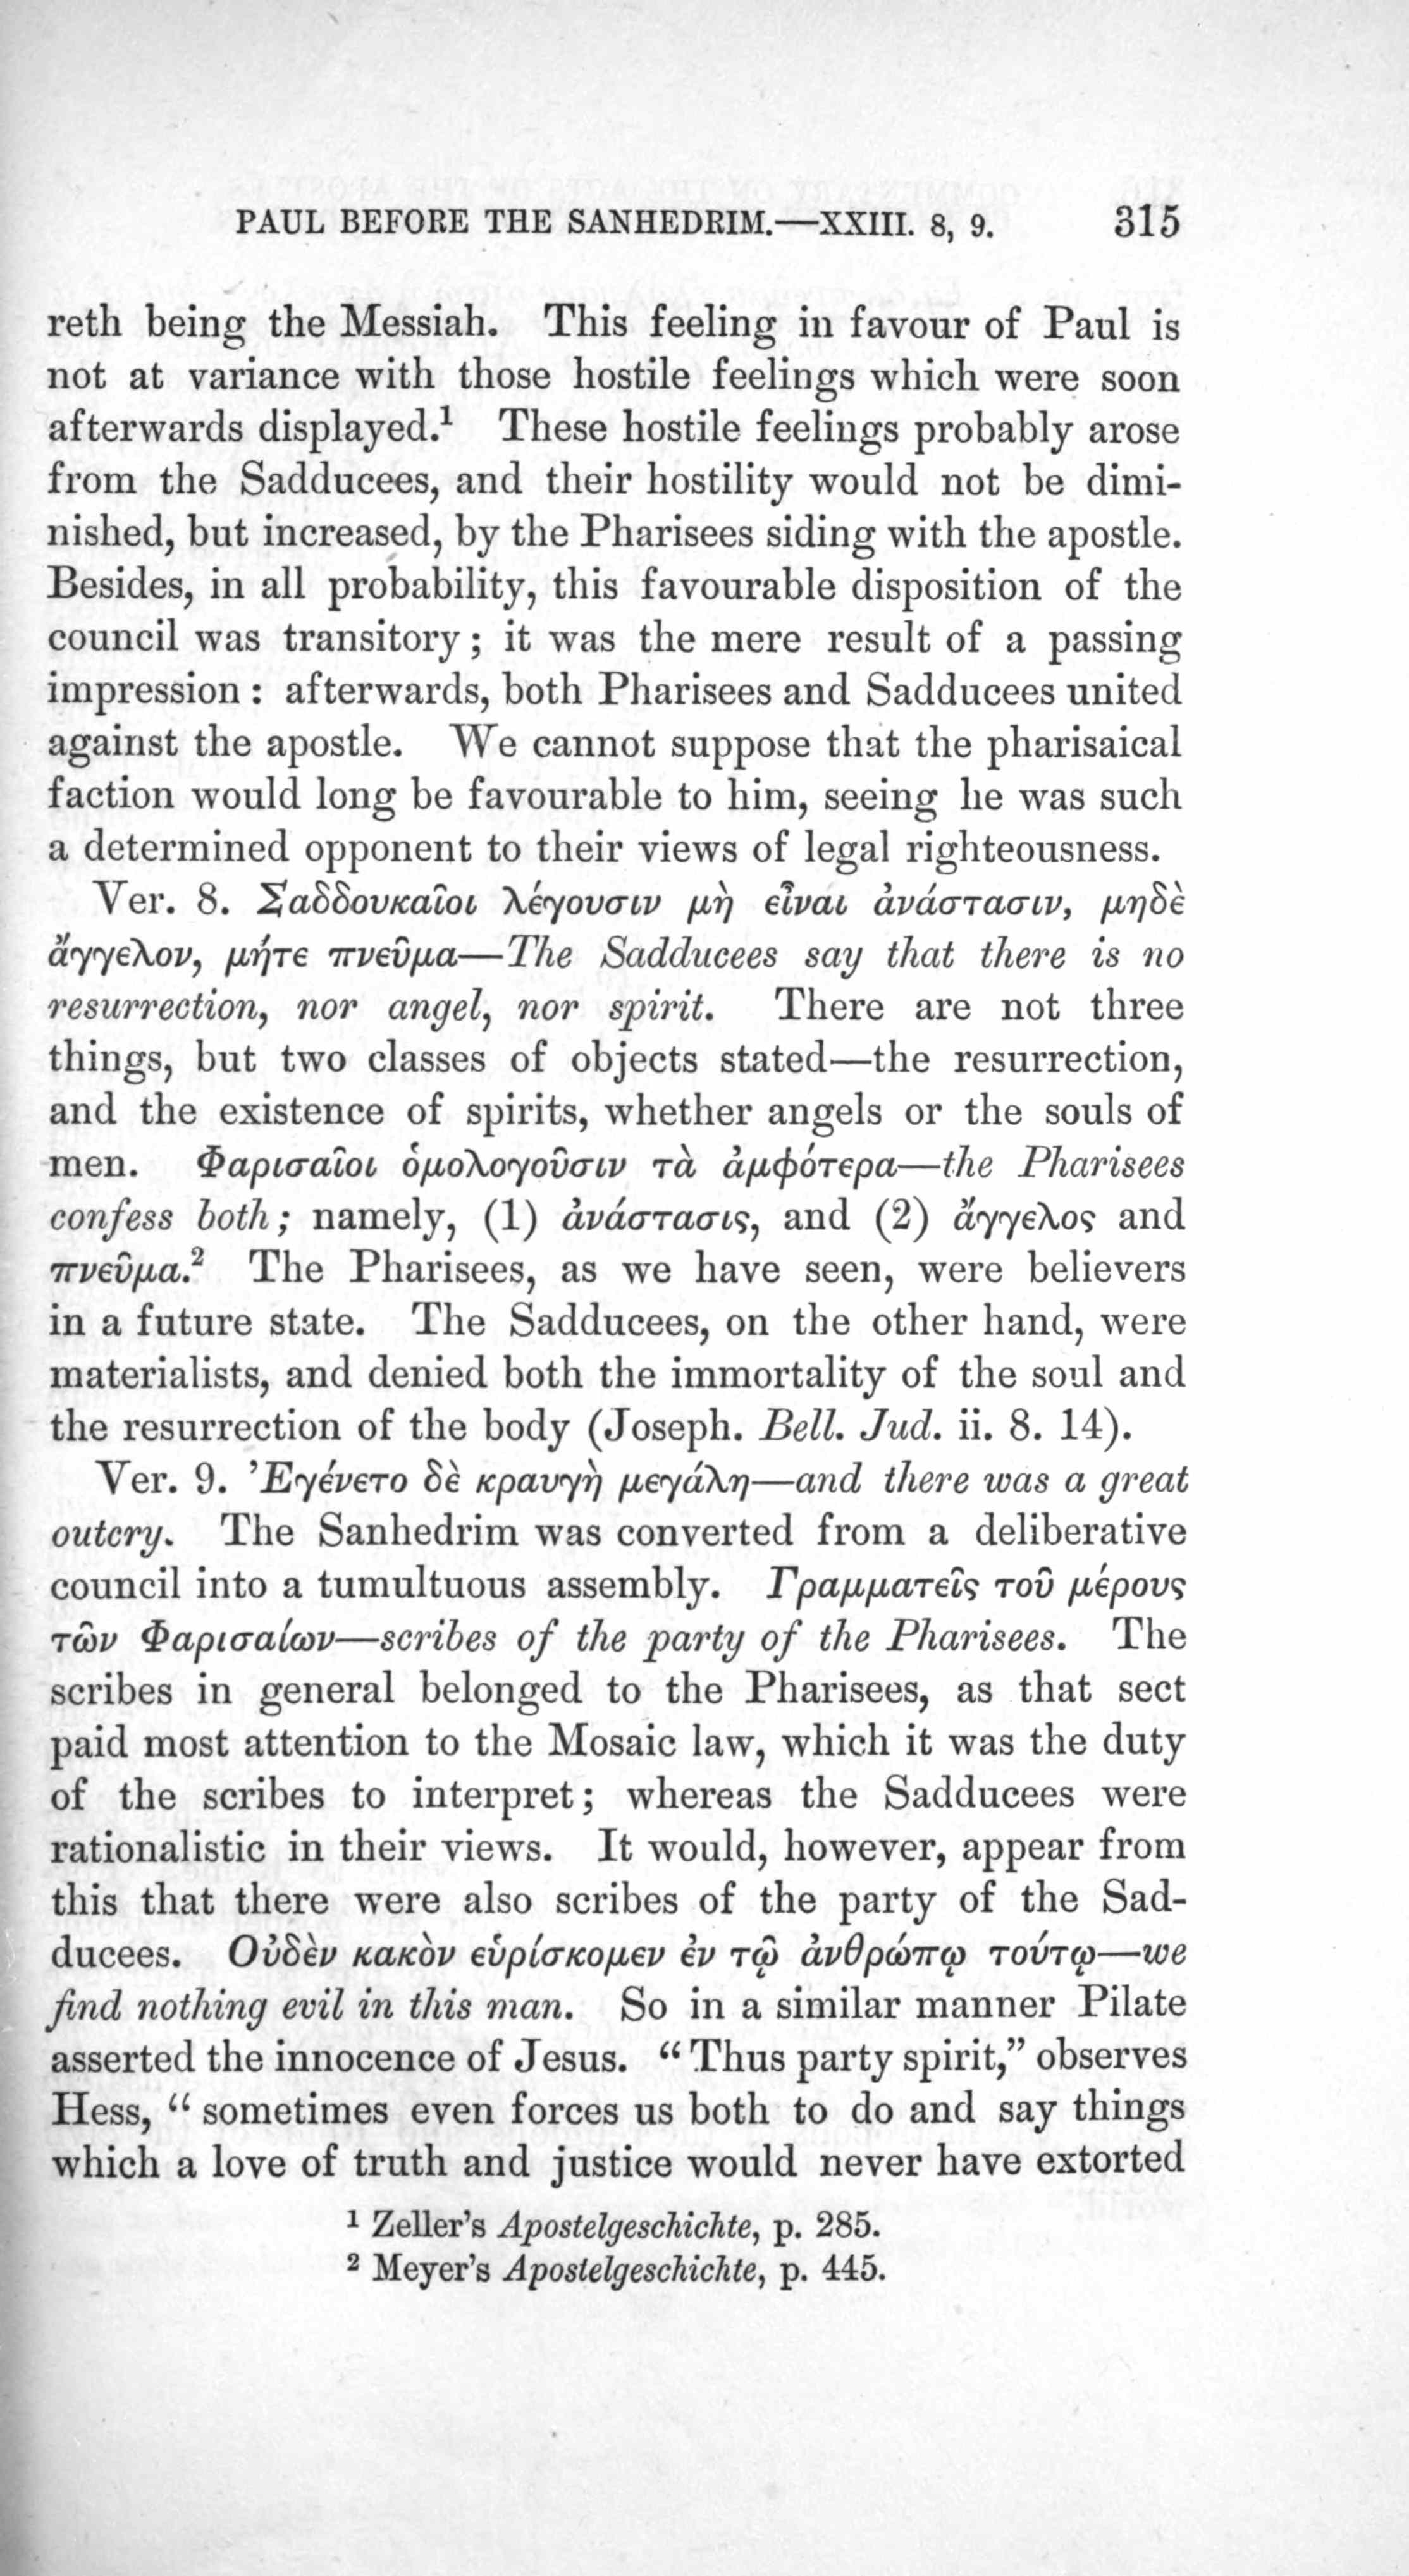 PAUL BEFORE THE SANHEDRIM.—XXIII. 8, 9. 315
reth being the Messiah. This feeling in favour of Paul is
not at variance with those hostile feelings which were soon
afterwards displayed.¹ These hostile feelings probably arose
from the Sadducees, and their hostility would not be dimi-
nished, but increased, by the Pharisees siding with the apostle.
Besides, in all probability, this favourable disposition of the
council was transitory; it was the mere result of a passing
impression: afterwards, both Pharisees and Sadducees united
against the apostle. We cannot suppose that the pharisaical
faction would long be favourable to him, seeing he was such
a determined opponent to their views of legal righteousness.
Ver. 8. Σαδδουκαῖοι λέγουσιν μὴ εἶναι ἀνάστασιν, μηδὲ
ἄγγελον, μήτε πνεῦμα—The Sadducees say that there is no
resurrection, nor angel, nor spirit. There are not three
things, but two classes of objects stated—the resurrection,
and the existence of spirits, whether angels or the souls of
men. Φαρισαῖοι ὁμολογοῦσιν τὰ ἀμφότερα—the Pharisees
confess both; namely, (1) ἀνάστασις, and (2) ἄγγελος and
πνεῦμα.² The Pharisees, as we have seen, were believers
in a future state. The Sadducees, on the other hand, were
materialists, and denied both the immortality of the soul and
the resurrection of the body (Joseph. Bell. Jud. ii. 8. 14).
Ver. 9. Ἐγένετο δὲ κραυγὴ μεγάλη—and there was a great
outcry. The Sanhedrim was converted from a deliberative
council into a tumultuous assembly. Γραμματεῖς τοῦ μέρους
τῶν Φαρισαίων—scribes of the party of the Pharisees. The
scribes in general belonged to the Pharisees, as that sect
paid most attention to the Mosaic law, which it was the duty
of the scribes to interpret; whereas the Sadducees were
rationalistic in their views. It would, however, appear from
this that there were also scribes of the party of the Sad-
ducees. Οὐδὲν κακὸν εὑρίσκομεν ἐν τῷ ἀνθρώπῳ τούτῳ—we
find nothing evil in this man. So in a similar manner Pilate
asserted the innocence of Jesus. “Thus party spirit,” observes
Hess, “sometimes even forces us both to do and say things
which a love of truth and justice would never have extorted
¹ Zeller's Apostelgeschichte, p. 285.
² Meyer's Apostelgeschichte, p. 445.